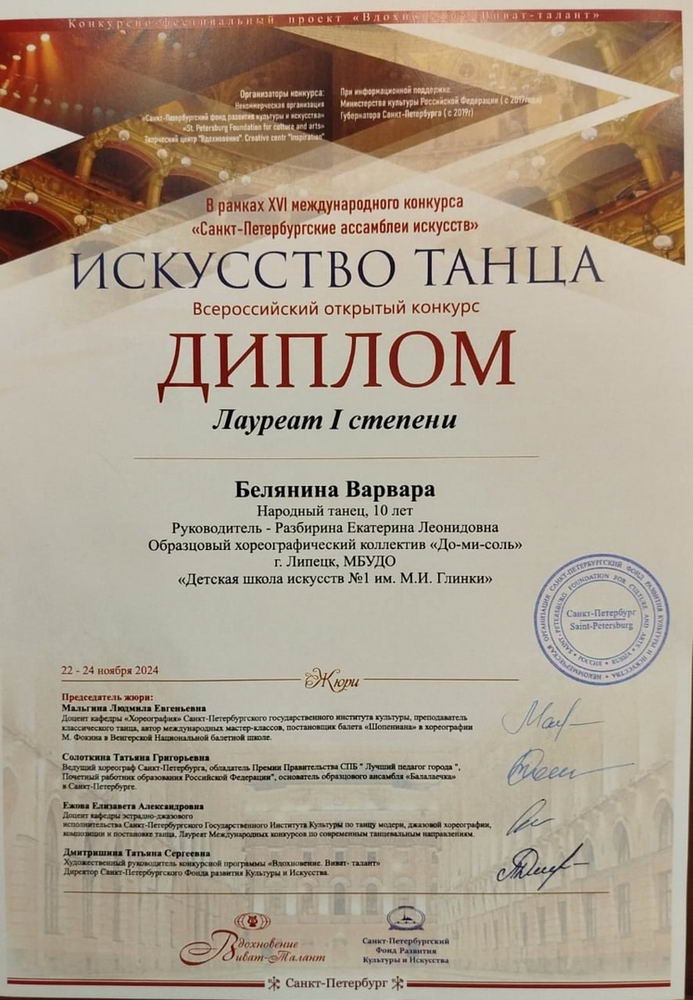 Конкурсно-фестивальный проект «Вдохновение. Виват-талант»
Организаторы конкурса:
Некоммерческая организация
«Санкт-Петербургский фонд развития культуры и искусства»
«St. Petersburg Foundation for culture and arts»
Творческий центр "Вдохновение". Creative centr "Inspiration"
При информационной поддержке:
Министерства культуры Российской Федерации ( с 2019года)
Губернатора Санкт-Петербурга ( с 2019г)
В рамках XVI международного конкурса
«Санкт-Петербургские ассамблеи искусств»
ИСКУССТВО ТАНЦА
Всероссийский открытый конкурс
ДИПЛОМ
Лауреат I степени
Белянина Варвара
Народный танец, 10 лет
Руководитель - Разбирина Екатерина Леонидовна
Образцовый хореографический коллектив «До-ми-соль»
г. Липецк, МБУДО
«Детская школа искусств №1 им. М.И. Глинки»
Санкт-Петербург
Saint-Petersburg
22 - 24 ноября 2024
Жюри
Председатель жюри:
Мальгина Людмила Евгеньевна
Доцент кафедры «Хореография» Санкт-Петербургского государственного института культуры, преподаватель
классического танца, автор международных мастер-классов, постановщик балета «Шопениана» в хореографии
М. Фокина в Венгерской Национальной балетной школе.
Солоткина Татьяна Григорьевна
Ведущий хореограф Санкт-Петербурга, обладатель Премии Правительства СПБ " Лучший педагог города ",
Почетный работник образования Российской Федерации", основатель образцового ансамбля «Балалаечка»
в Санкт-Петербурге.
Ежова Елизавета Александровна
Доцент кафедры эстрадно-джазового
исполнительства Санкт-Петербургского Государственного Института Культуры по танцу модерн, джазовой хореографии,
композиции и постановке танца, Лауреат Международных конкурсов по современным танцевальным направлениям.
Дмитришина Татьяна Сергеевна
Художественный руководитель конкурсной программы «Вдохновение. Виват- талант»
Директор Санкт-Петербургского Фонда развития Культуры и Искусства.
Вдохновение
Виват-Талант
Санкт-Петербургский
Фонд Развития
Культуры и Искусства
Санкт-Петербург